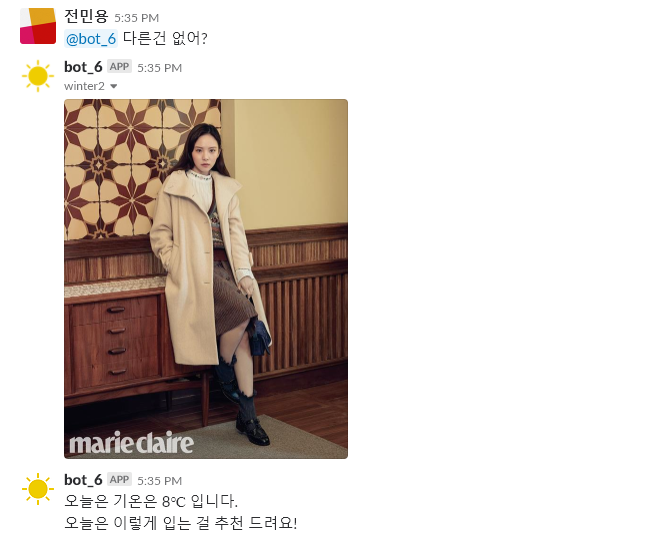 전민용 5:35 PM
@bot_6 다른건 없어?
bot_6 APP 5:35 PM
winter2
marie claire
bot_6 APP 5:35 PM
오늘은 기온은 8°C 입니다.
오늘은 이렇게 입는 걸 추천 드려요!